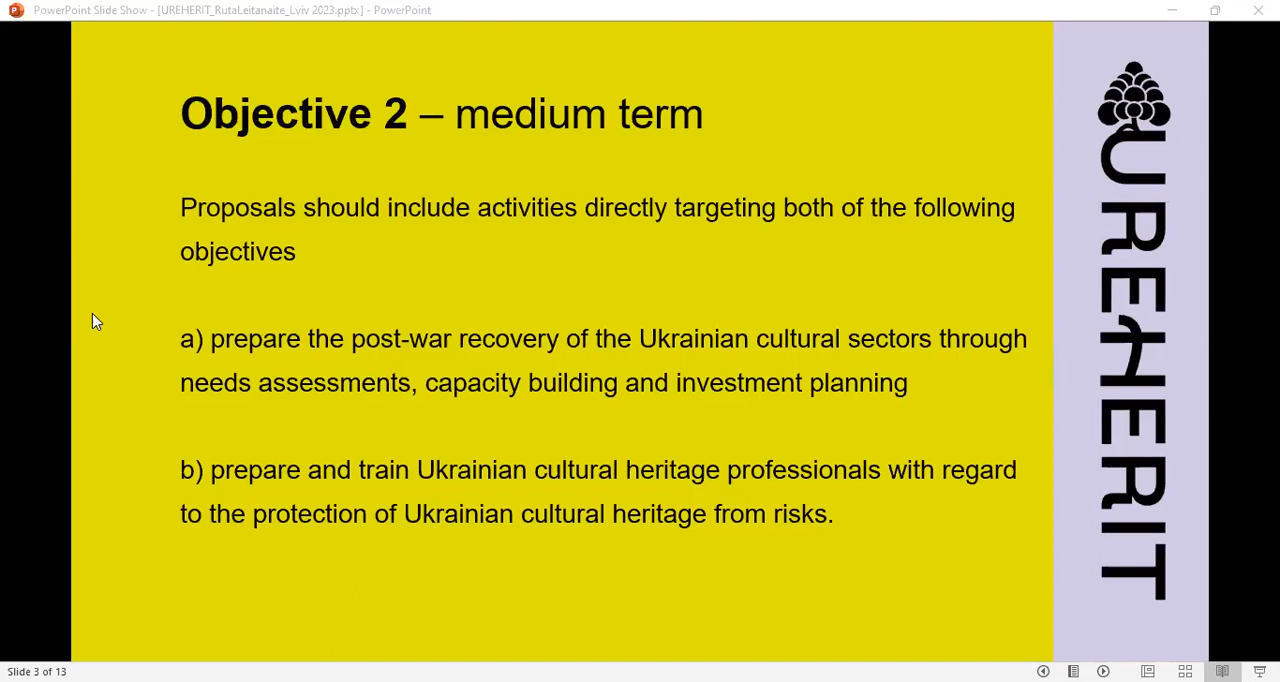 PowerPoint Slide Show - [UREHERIT_RutaLeitanaite_Lviv 2023.pptx] - PowerPoint
Objective 2 – medium term
Proposals should include activities directly targeting both of the following
objectives
a) prepare the post-war recovery of the Ukrainian cultural sectors through
needs assessments, capacity building and investment planning
b) prepare and train Ukrainian cultural heritage professionals with regard
to the protection of Ukrainian cultural heritage from risks.
UREHERIT
Slide 3 of 13